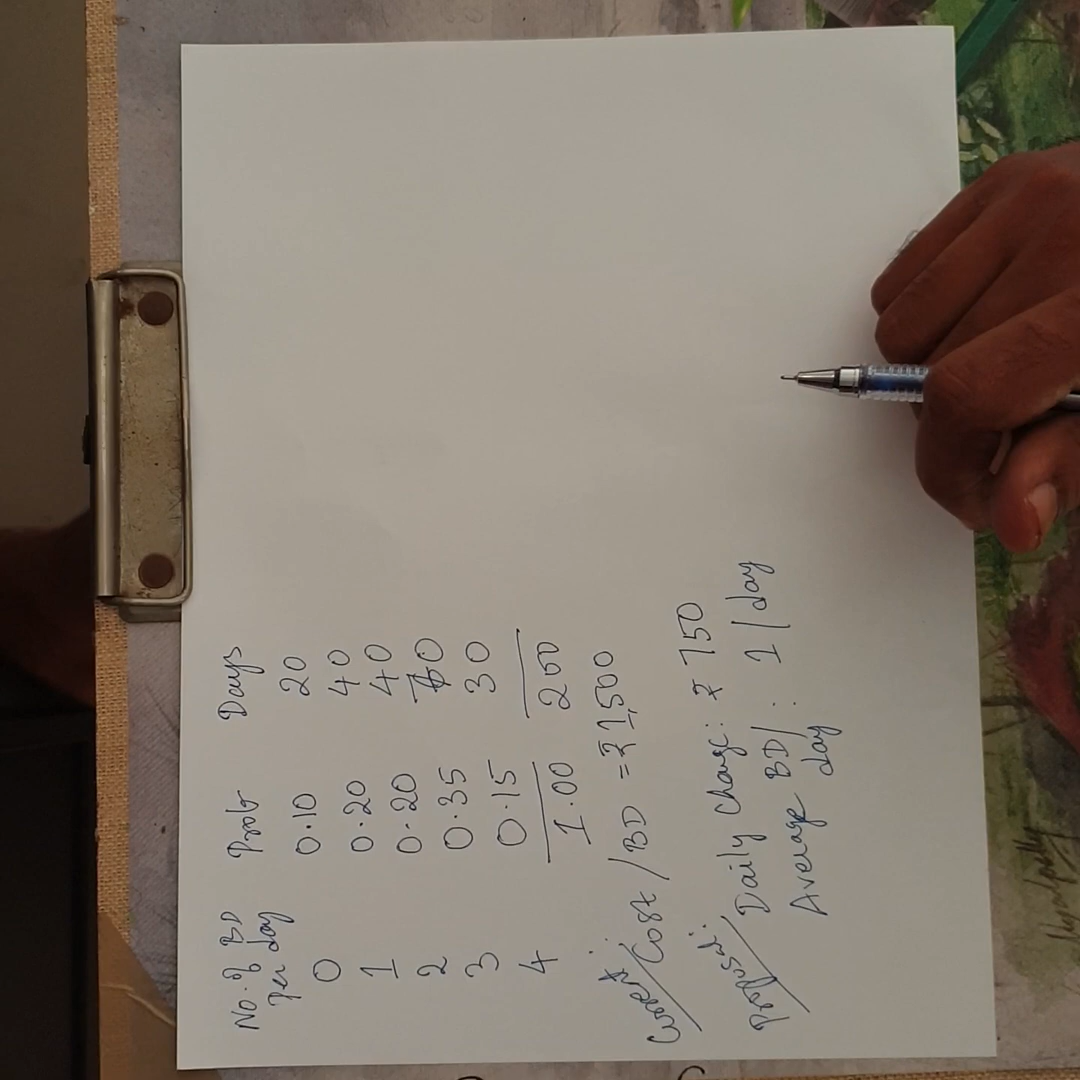 No. of BD Prob Days
per day
0 0.10 20
1 0.20 40
2 0.20 40
3 0.35 70
4 0.15 30
1.00 200
Current: Cost / BD = ₹ 1,500
Proposed: Daily Charge: ₹ 750
Average BD/ : 1 / day
day